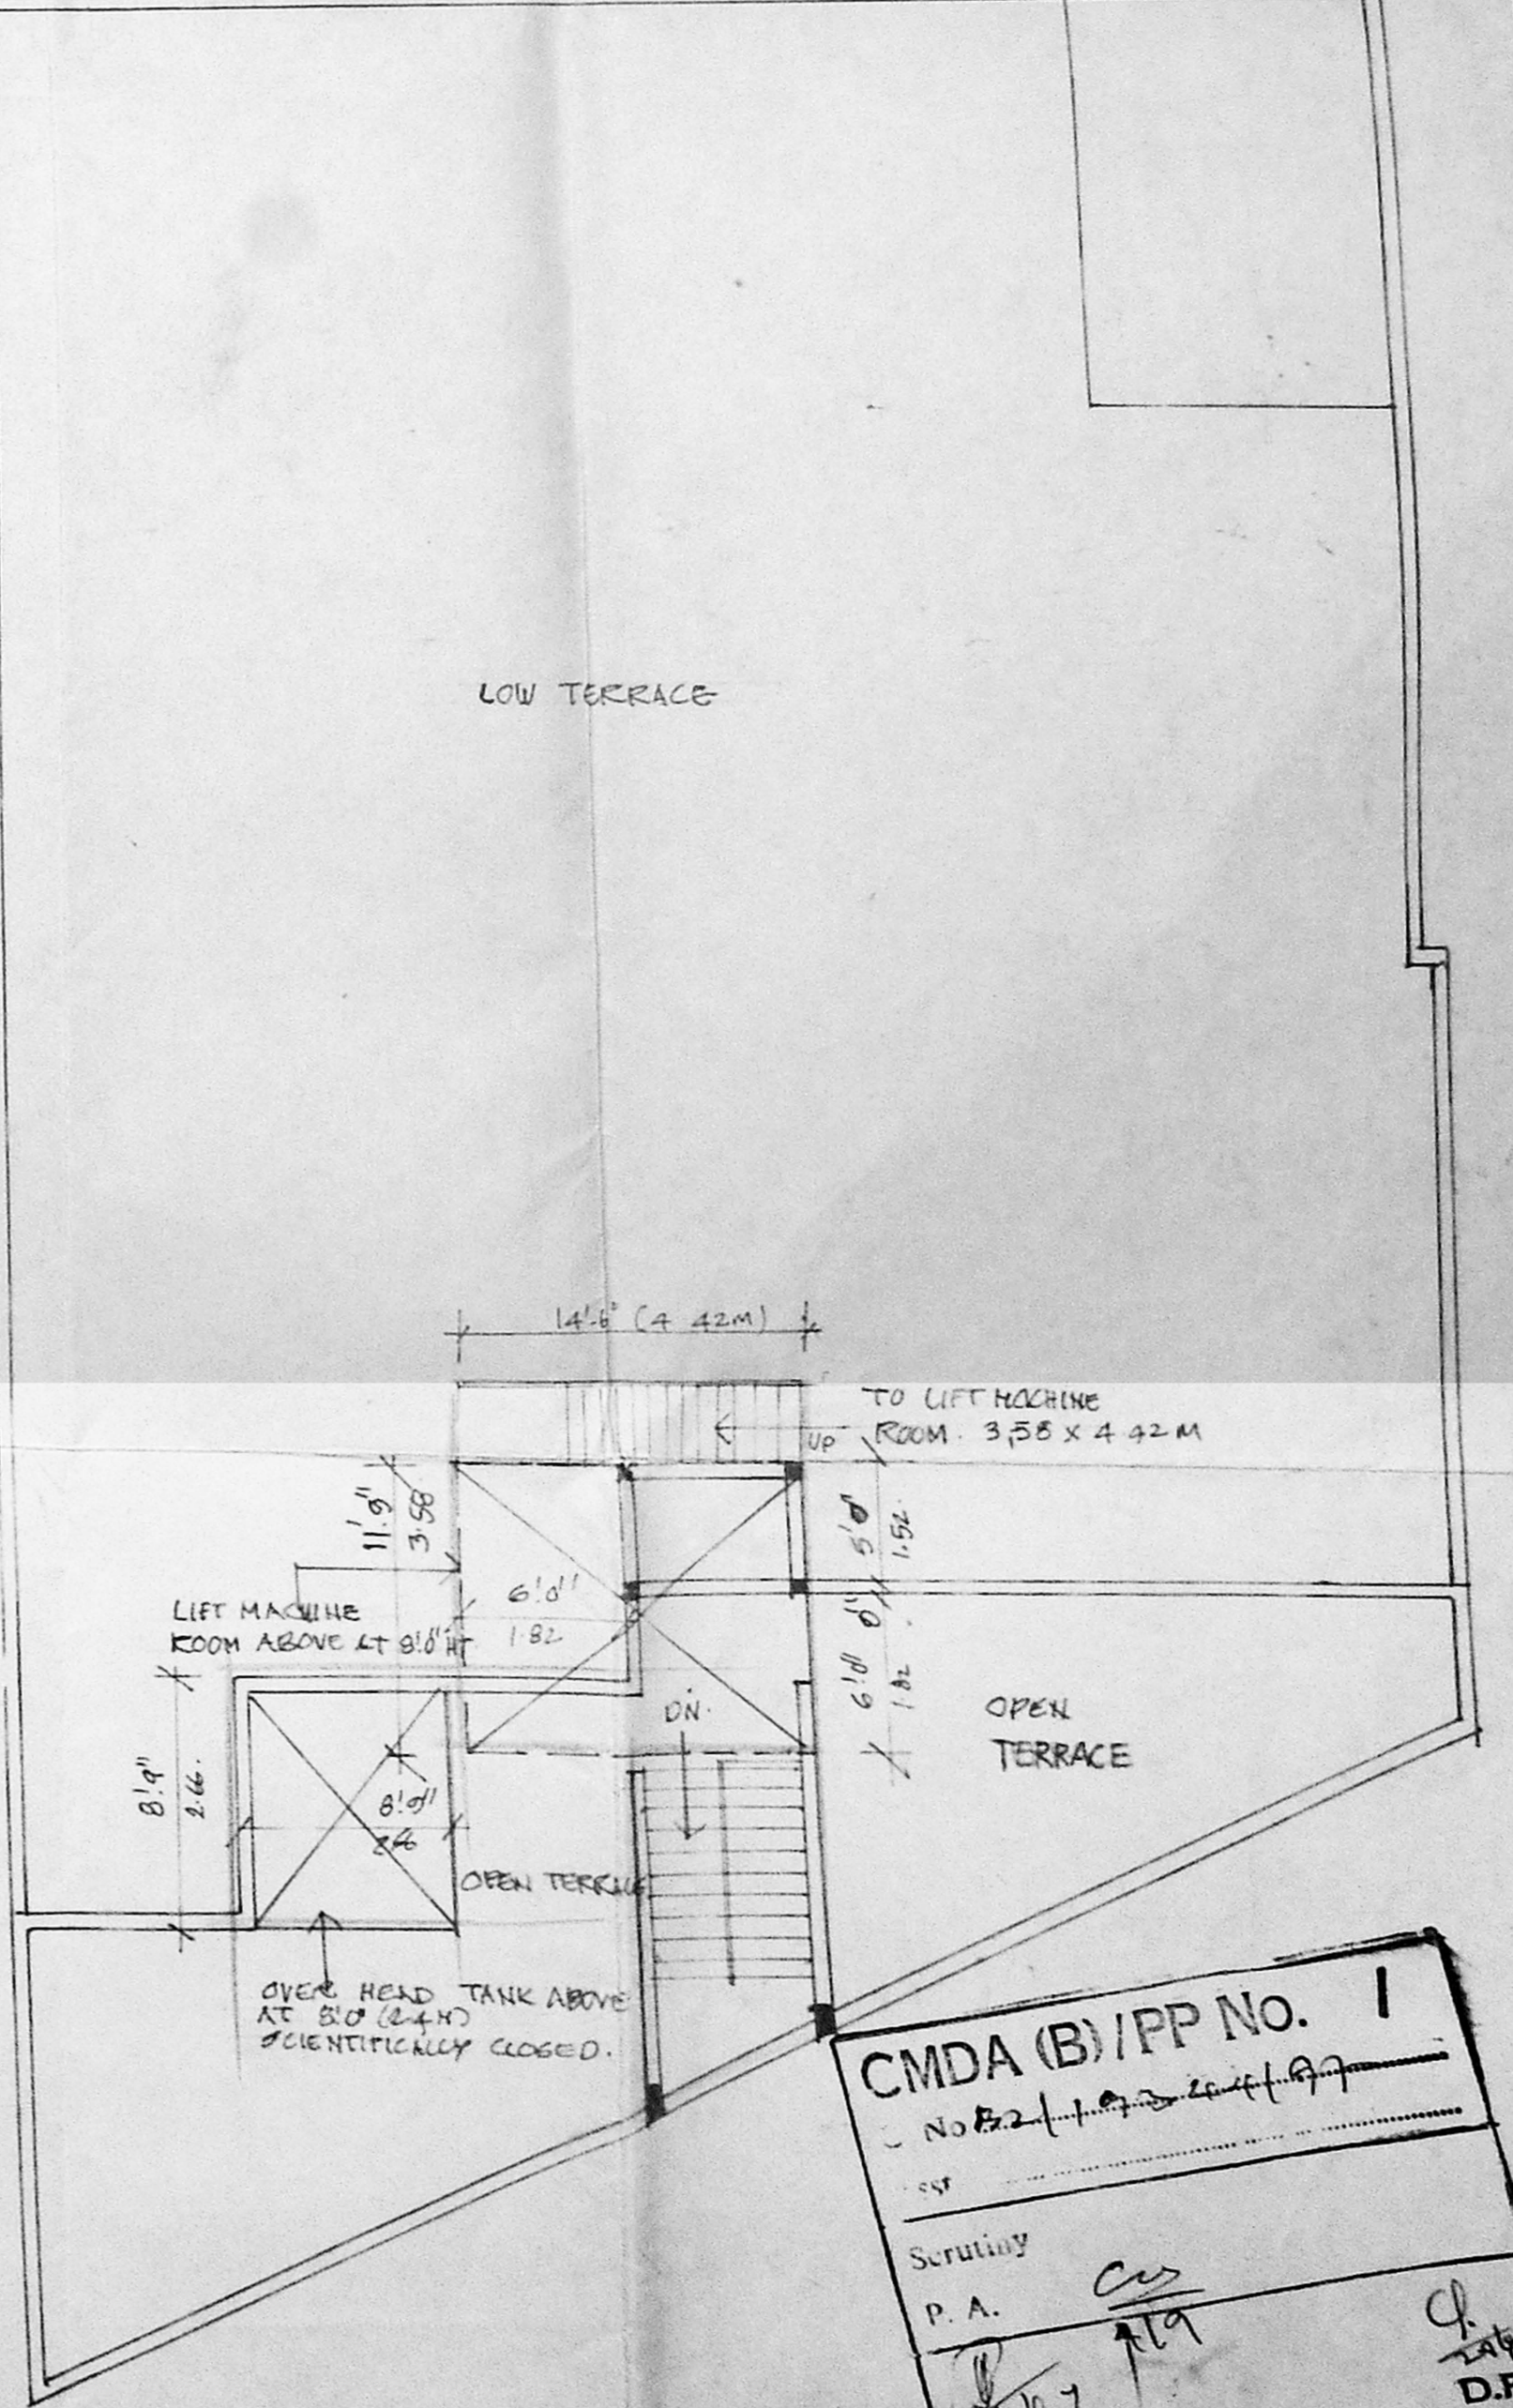 LOW TERRACE
14'-6" (4 42M)
TO LIFT MACHINE
ROOM. 3,58 X 4 42 M
UP
11'.9"
3.58
5'0"
1.52.
6'.0"
1.82
LIFT MACHINE
ROOM ABOVE AT 8'.0" HT
6'.0"
1.82
DN.
OPEN
TERRACE
8'.9"
2.66.
8'.9"
OPEN TERRACE
OVER HEAD TANK ABOVE
AT 8'.0" (2.4M)
SCIENTIFICALLY CLOSED.
CMDA (B)/PP No. 1
No
Scrutiny
P. A.